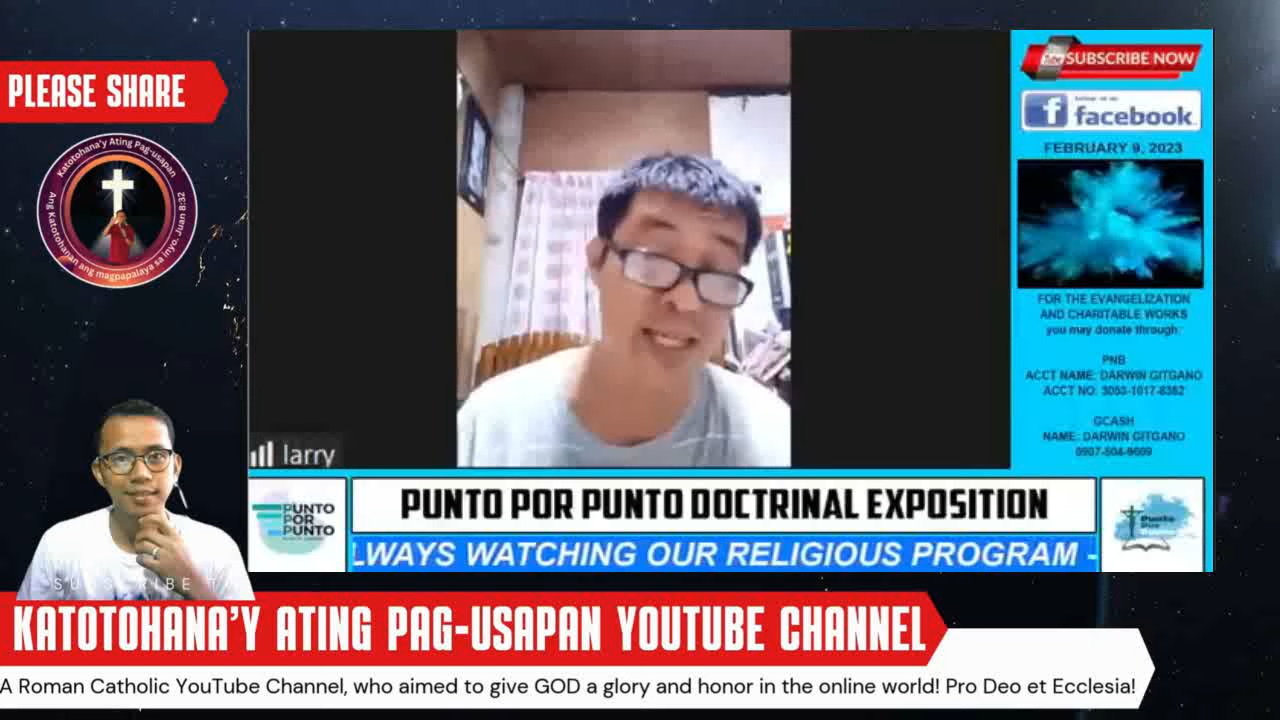 PLEASE SHARE
Katotohana'y Ating Pag-usapan
Ang Katotohanan ang magpapalaya sa inyo. Juan 8:32
larry
SUBSCRIBE NOW
facebook
FEBRUARY 9, 2023
FOR THE EVANGELIZATION
AND CHARITABLE WORKS
you may donate through:
PNB
ACCT NAME: DARWIN GITGANO
ACCT NO:
GCASH
NAME: DARWIN GITGANO
PUNTO
POR
PUNTO
PUNTO POR PUNTO DOCTRINAL EXPOSITION
LWAYS WATCHING OUR RELIGIOUS PROGRAM -
Punto
SUBSCRIBE
KATOTOHANA'Y ATING PAG-USAPAN YOUTUBE CHANNEL
A Roman Catholic YouTube Channel, who aimed to give GOD a glory and honor in the online world! Pro Deo et Ecclesia!